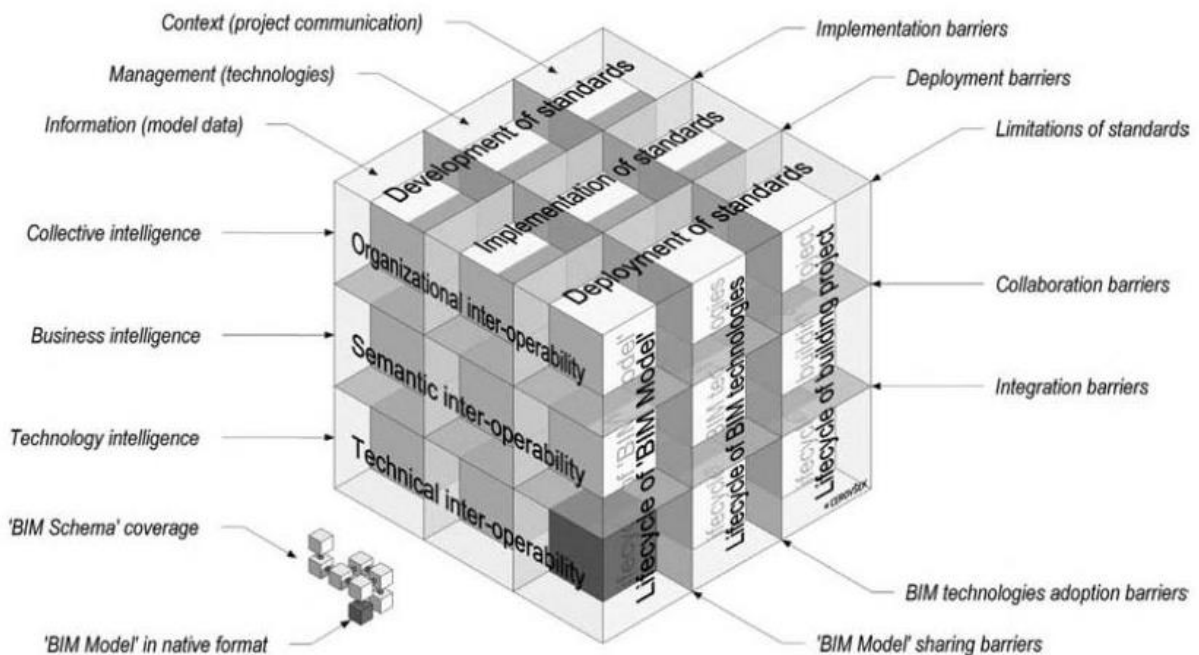 Context (project communication)
Management (technologies)
Information (model data)
Collective intelligence
Business intelligence
Technology intelligence
'BIM Schema' coverage
'BIM Model' in native format
Development of standards
Implementation of standards
Deployment of standards
Organizational inter-operability
Semantic inter-operability
Technical inter-operability
Lifecycle of 'BIM Model'
Lifecycle of BIM technologies
Lifecycle of building project
Implementation barriers
Deployment barriers
Limitations of standards
Collaboration barriers
Integration barriers
BIM technologies adoption barriers
'BIM Model' sharing barriers
CEROVŠEK